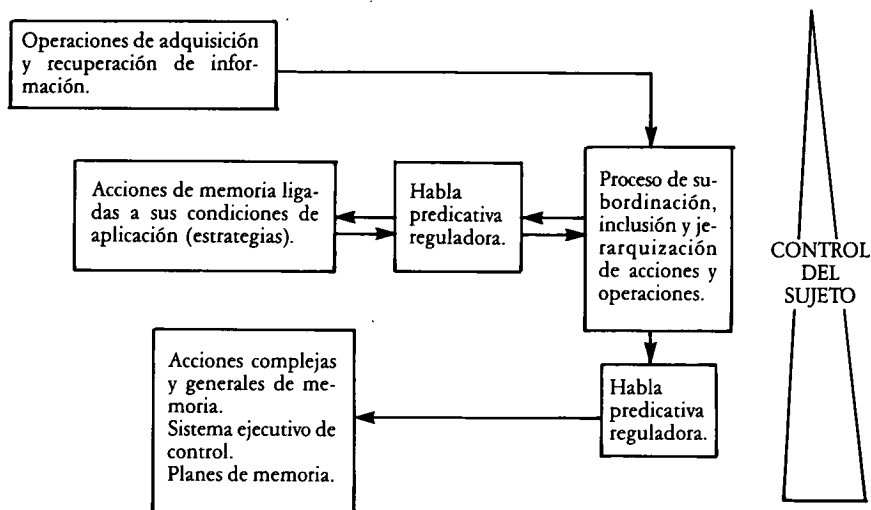 Operaciones de adquisición
y recuperación de infor-
mación.
Acciones de memoria liga-
das a sus condiciones de
aplicación (estrategias).
Habla
predicativa
reguladora.
Proceso de su-
bordinación,
inclusión y je-
rarquización
de acciones y
operaciones.
CONTROL
DEL
SUJETO
Acciones complejas
y generales de me-
moria.
Sistema ejecutivo de
control.
Planes de memoria.
Habla
predicativa
reguladora.